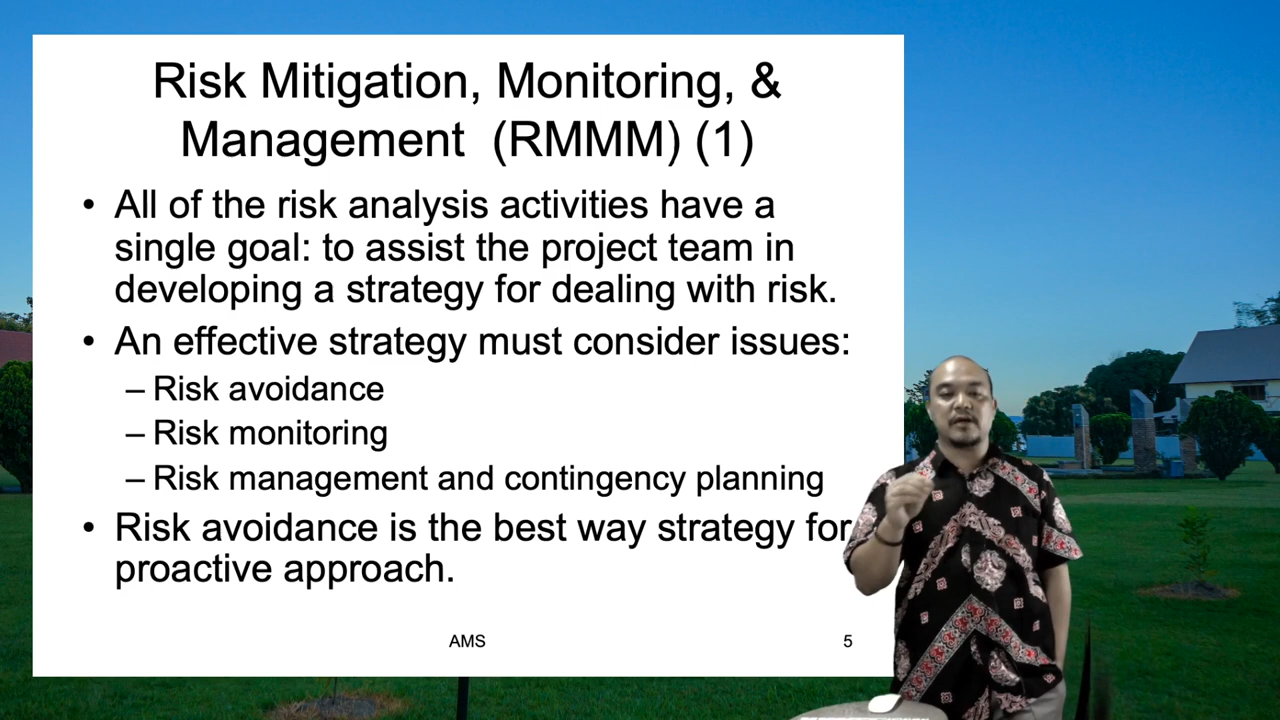 Risk Mitigation, Monitoring, &
Management (RMMM) (1)
• All of the risk analysis activities have a
single goal: to assist the project team in
developing a strategy for dealing with risk.
• An effective strategy must consider issues:
– Risk avoidance
– Risk monitoring
– Risk management and contingency planning
• Risk avoidance is the best way strategy for
proactive approach.
AMS
5